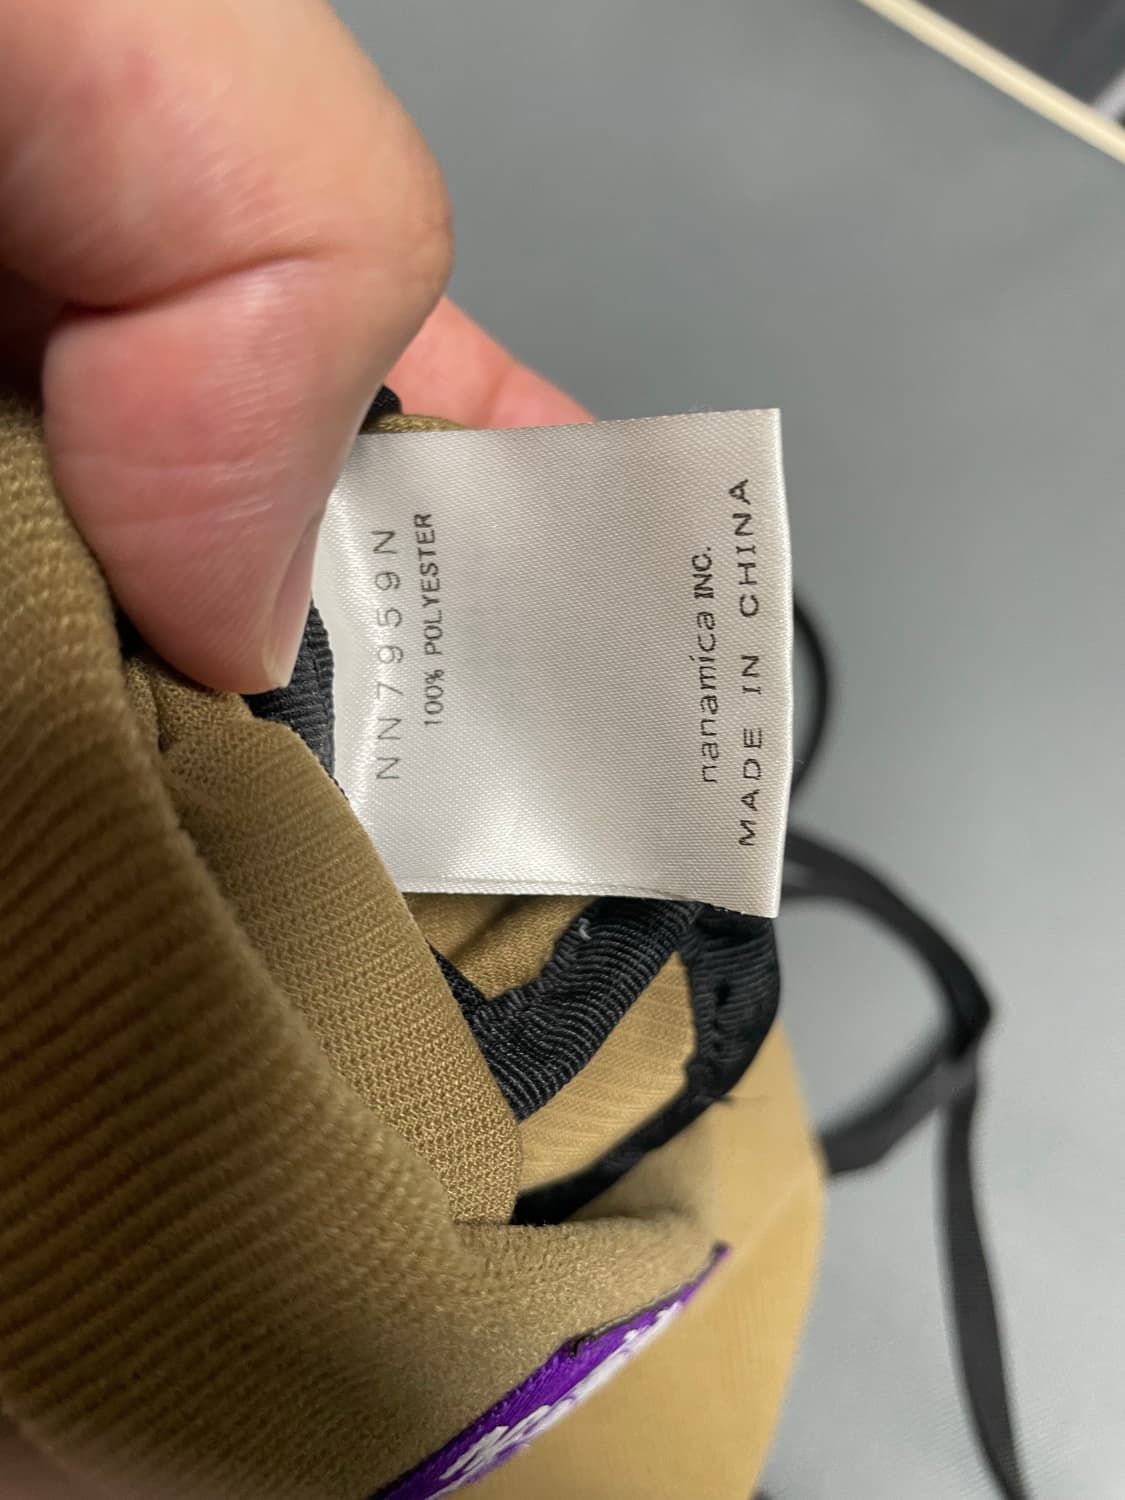 NN7959N
100% POLYESTER
nanamica INC.
MADE IN CHINA